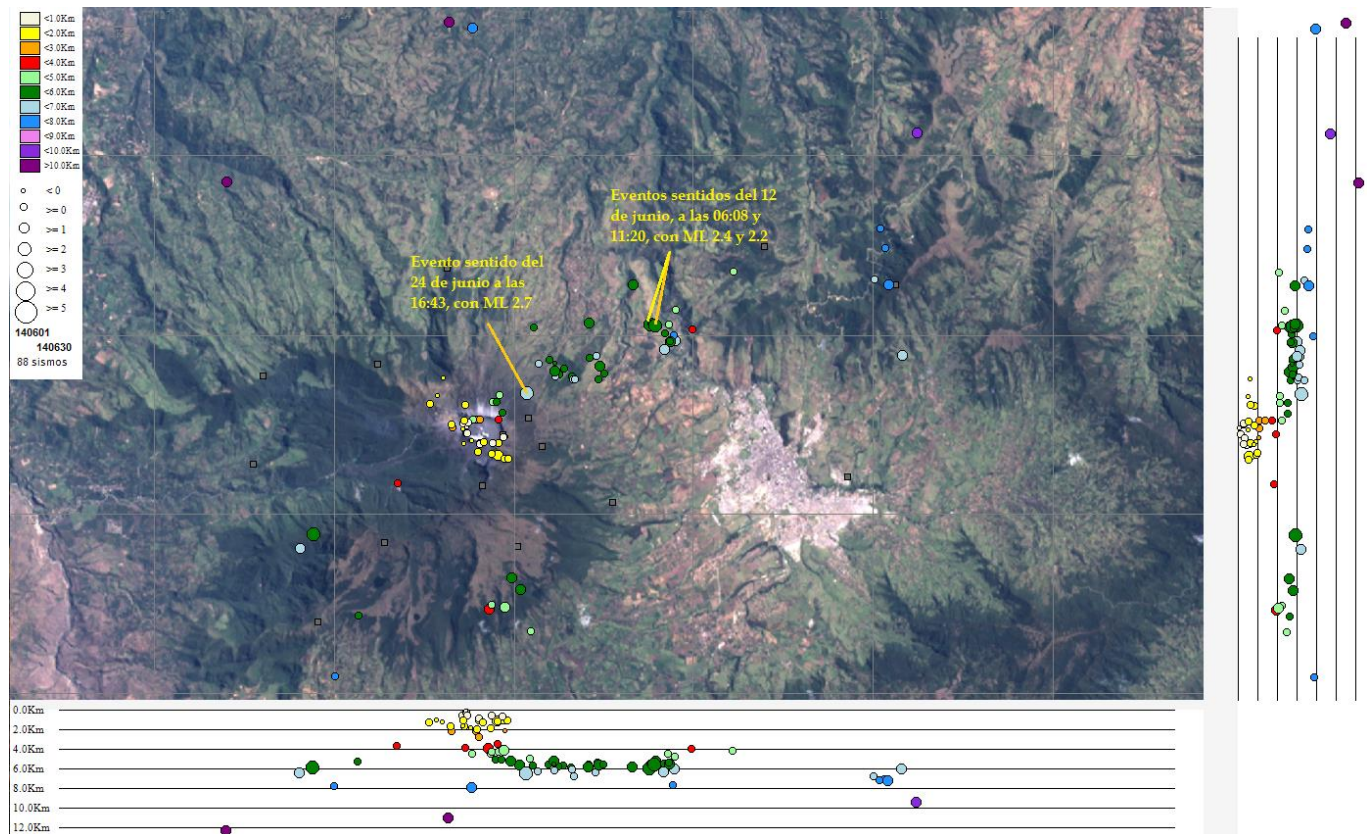 <1.0Km
<2.0Km
<3.0Km
<4.0Km
<5.0Km
<6.0Km
<7.0Km
<8.0Km
<9.0Km
<10.0Km
>10.0Km
< 0
>= 0
>= 1
>= 2
>= 3
>= 4
>= 5
140601
140630
88 sismos
Eventos sentidos del 12
de junio, a las 06:08 y
11:20, con ML 2.4 y 2.2
Evento sentido del
24 de junio a las
16:43, con ML 2.7
0.0Km
2.0Km
4.0Km
6.0Km
8.0Km
10.0Km
12.0Km